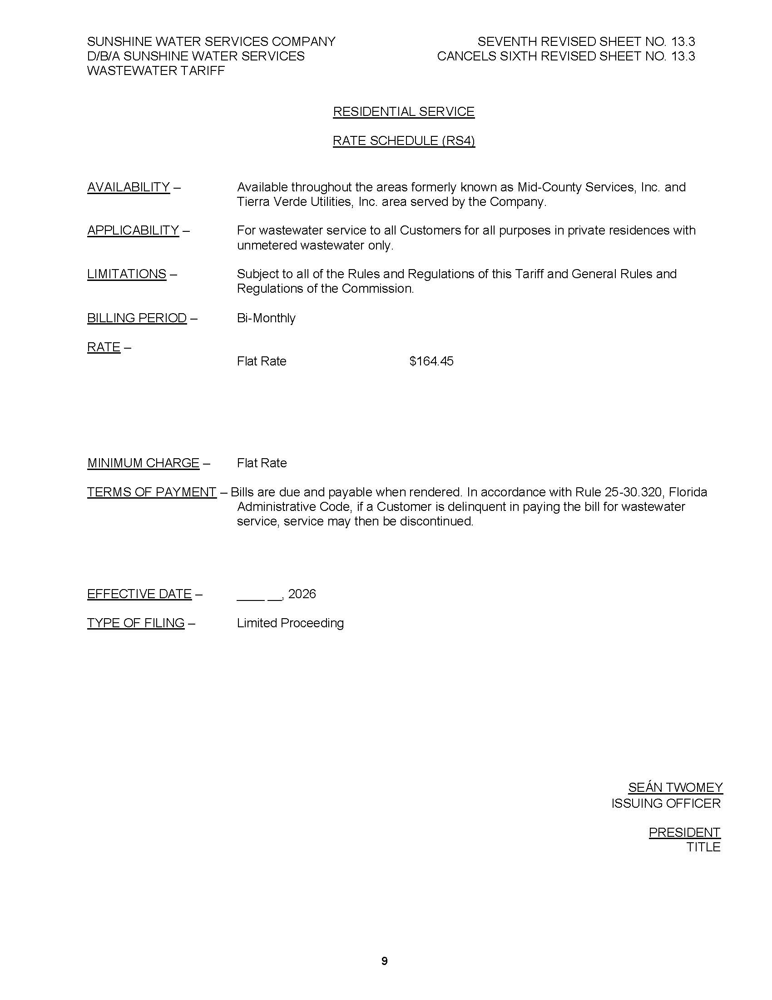 SUNSHINE WATER SERVICES COMPANY SEVENTH REVISED SHEET NO. 13.3
D/B/A SUNSHINE WATER SERVICES CANCELS SIXTH REVISED SHEET NO. 13.3
WASTEWATER TARIFF
RESIDENTIAL SERVICE
RATE SCHEDULE (RS4)
AVAILABILITY – Available throughout the areas formerly known as Mid-County Services, Inc. and
Tierra Verde Utilities, Inc. area served by the Company.
APPLICABILITY – For wastewater service to all Customers for all purposes in private residences with
unmetered wastewater only.
LIMITATIONS – Subject to all of the Rules and Regulations of this Tariff and General Rules and
Regulations of the Commission.
BILLING PERIOD – Bi-Monthly
RATE –
Flat Rate $164.45
MINIMUM CHARGE – Flat Rate
TERMS OF PAYMENT – Bills are due and payable when rendered. In accordance with Rule 25-30.320, Florida
Administrative Code, if a Customer is delinquent in paying the bill for wastewater
service, service may then be discontinued.
EFFECTIVE DATE – ____ __, 2026
TYPE OF FILING – Limited Proceeding
SEÁN TWOMEY
ISSUING OFFICER
PRESIDENT
TITLE
9